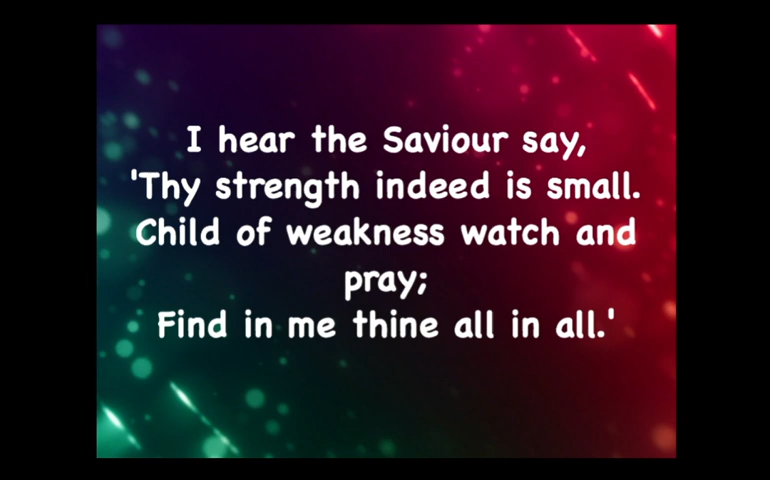 I hear the Saviour say,
'Thy strength indeed is small.
Child of weakness watch and
pray;
Find in me thine all in all.'